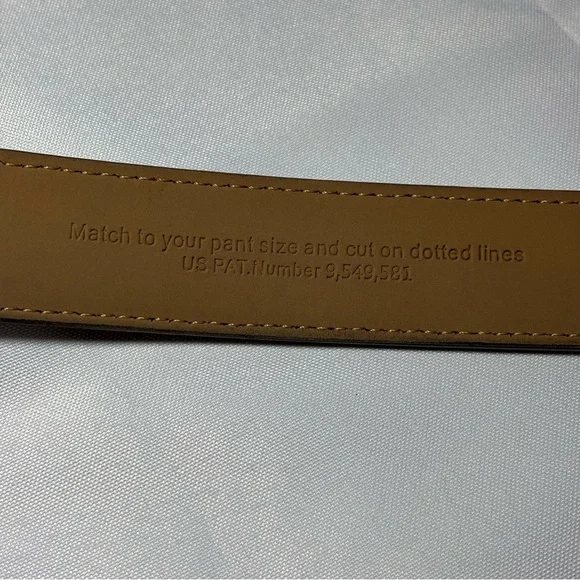 Match to your pant size and cut on dotted lines
US PAT.Number 9,549,581